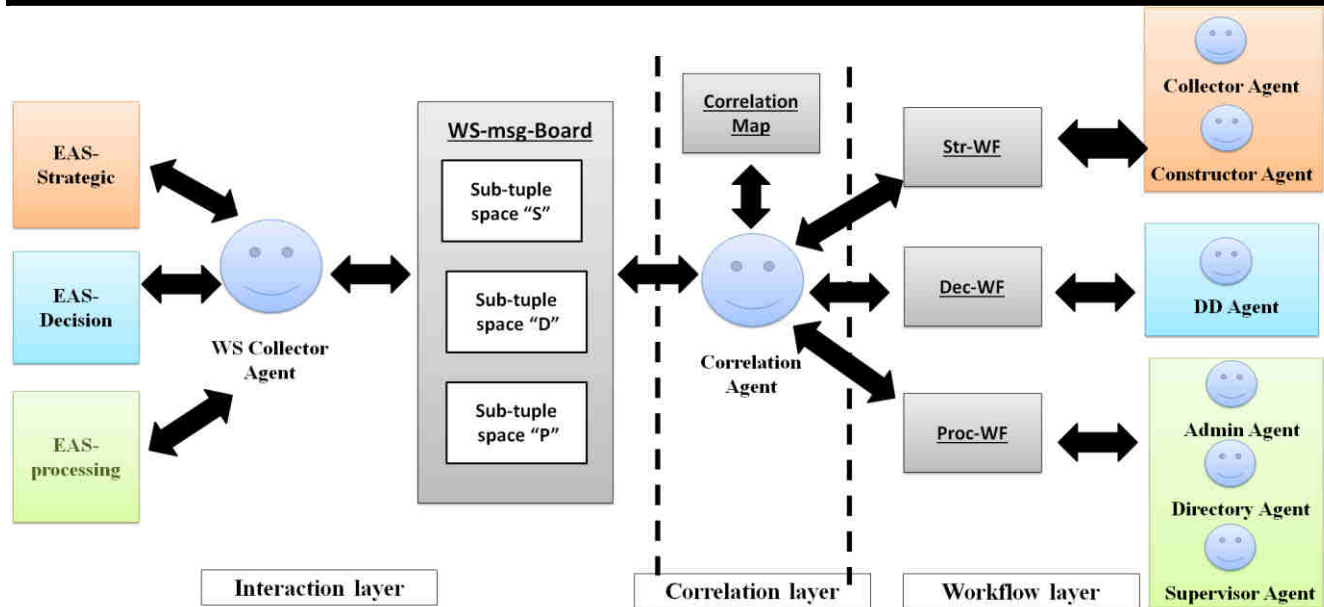 EAS-
Strategic
EAS-
Decision
EAS-
processing
WS Collector
Agent
WS-msg-Board
Sub-tuple
space “S”
Sub-tuple
space “D”
Sub-tuple
space “P”
Correlation
Map
Correlation
Agent
Str-WF
Dec-WF
Proc-WF
Collector Agent
Constructor Agent
DD Agent
Admin Agent
Directory Agent
Supervisor Agent
Interaction layer
Correlation layer
Workflow layer